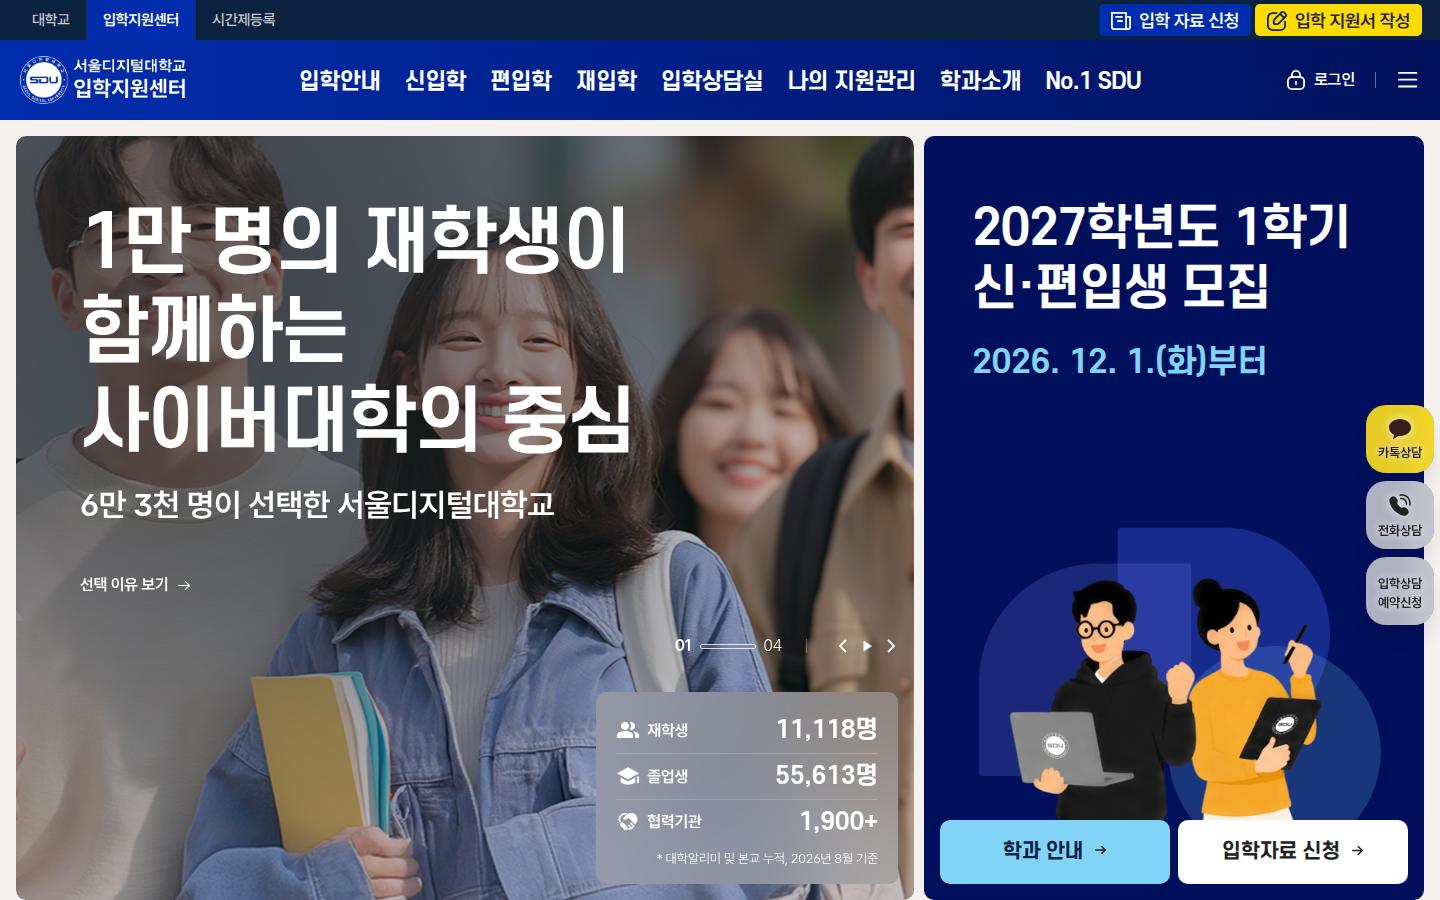 대학교
입학지원센터
시간제등록
입학 자료 신청
입학 지원서 작성
SDU
서울디지털대학교
입학지원센터
입학안내
신입학
편입학
재입학
입학상담실
나의 지원관리
학과소개
No.1 SDU
로그인
1만 명의 재학생이
함께하는
사이버대학의 중심
6만 3천 명이 선택한 서울디지털대학교
선택 이유 보기
01
04
재학생 11,118명
졸업생 55,613명
협력기관 1,900+
* 대학알리미 및 본교 누적, 2026년 8월 기준
2027학년도 1학기
신·편입생 모집
2026. 12. 1.(화)부터
카톡상담
전화상담
입학상담
예약신청
SDU
SDU
학과 안내
입학자료 신청